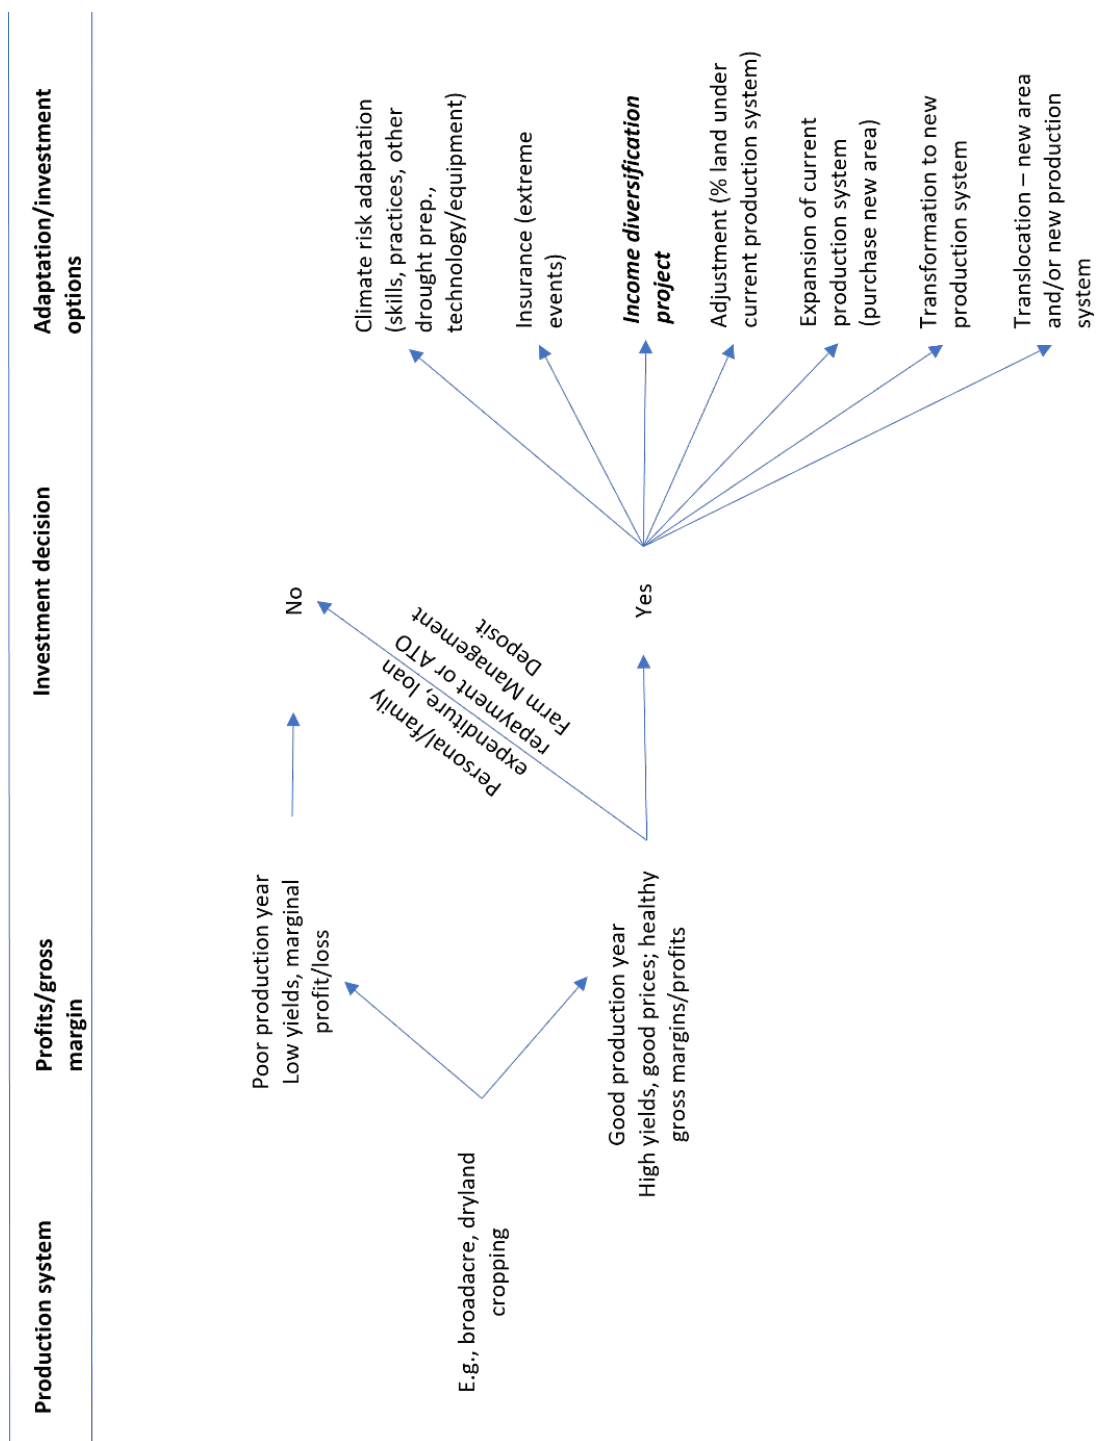 Production system
Profits/gross
margin
Investment decision
Adaptation/investment
options
E.g., broadacre, dryland
cropping
Poor production year
Low yields, marginal
profit/loss
Good production year
High yields, good prices; healthy
gross margins/profits
Personal/family
expenditure, loan
repayment or ATO
Farm Management
Deposit
No
Yes
Climate risk adaptation
(skills, practices, other
drought prep.,
technology/equipment)
Insurance (extreme
events)
Income diversification
project
Adjustment (% land under
current production system)
Expansion of current
production system
(purchase new area)
Transformation to new
production system
Translocation – new area
and/or new production
system